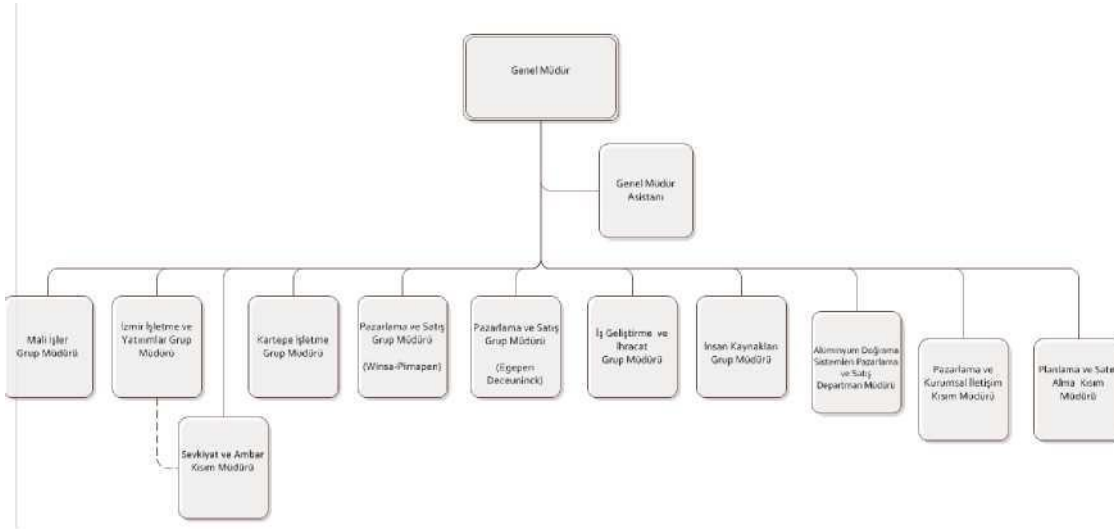 Genel Müdür
Genel Müdür
Asistanı
Mali İşler
Grup Müdürü
İzmir İşletme ve
Yatırımlar Grup
Müdürü
Kartepe İşletme
Grup Müdürü
Pazarlama ve Satış
Grup Müdürü
(Winsa-Pimapen)
Pazarlama ve Satış
Grup Müdürü
(Egepen
Deceuninck)
İş Geliştirme ve
İhracat
Grup Müdürü
İnsan Kaynakları
Grup Müdürü
Alüminyum Doğrama
Sistemleri Pazarlama
ve Satış
Departman Müdürü
Pazarlama ve
Kurumsal İletişim
Kısım Müdürü
Planlama ve Satın
Alma Kısım
Müdürü
Sevkiyat ve Ambar
Kısım Müdürü